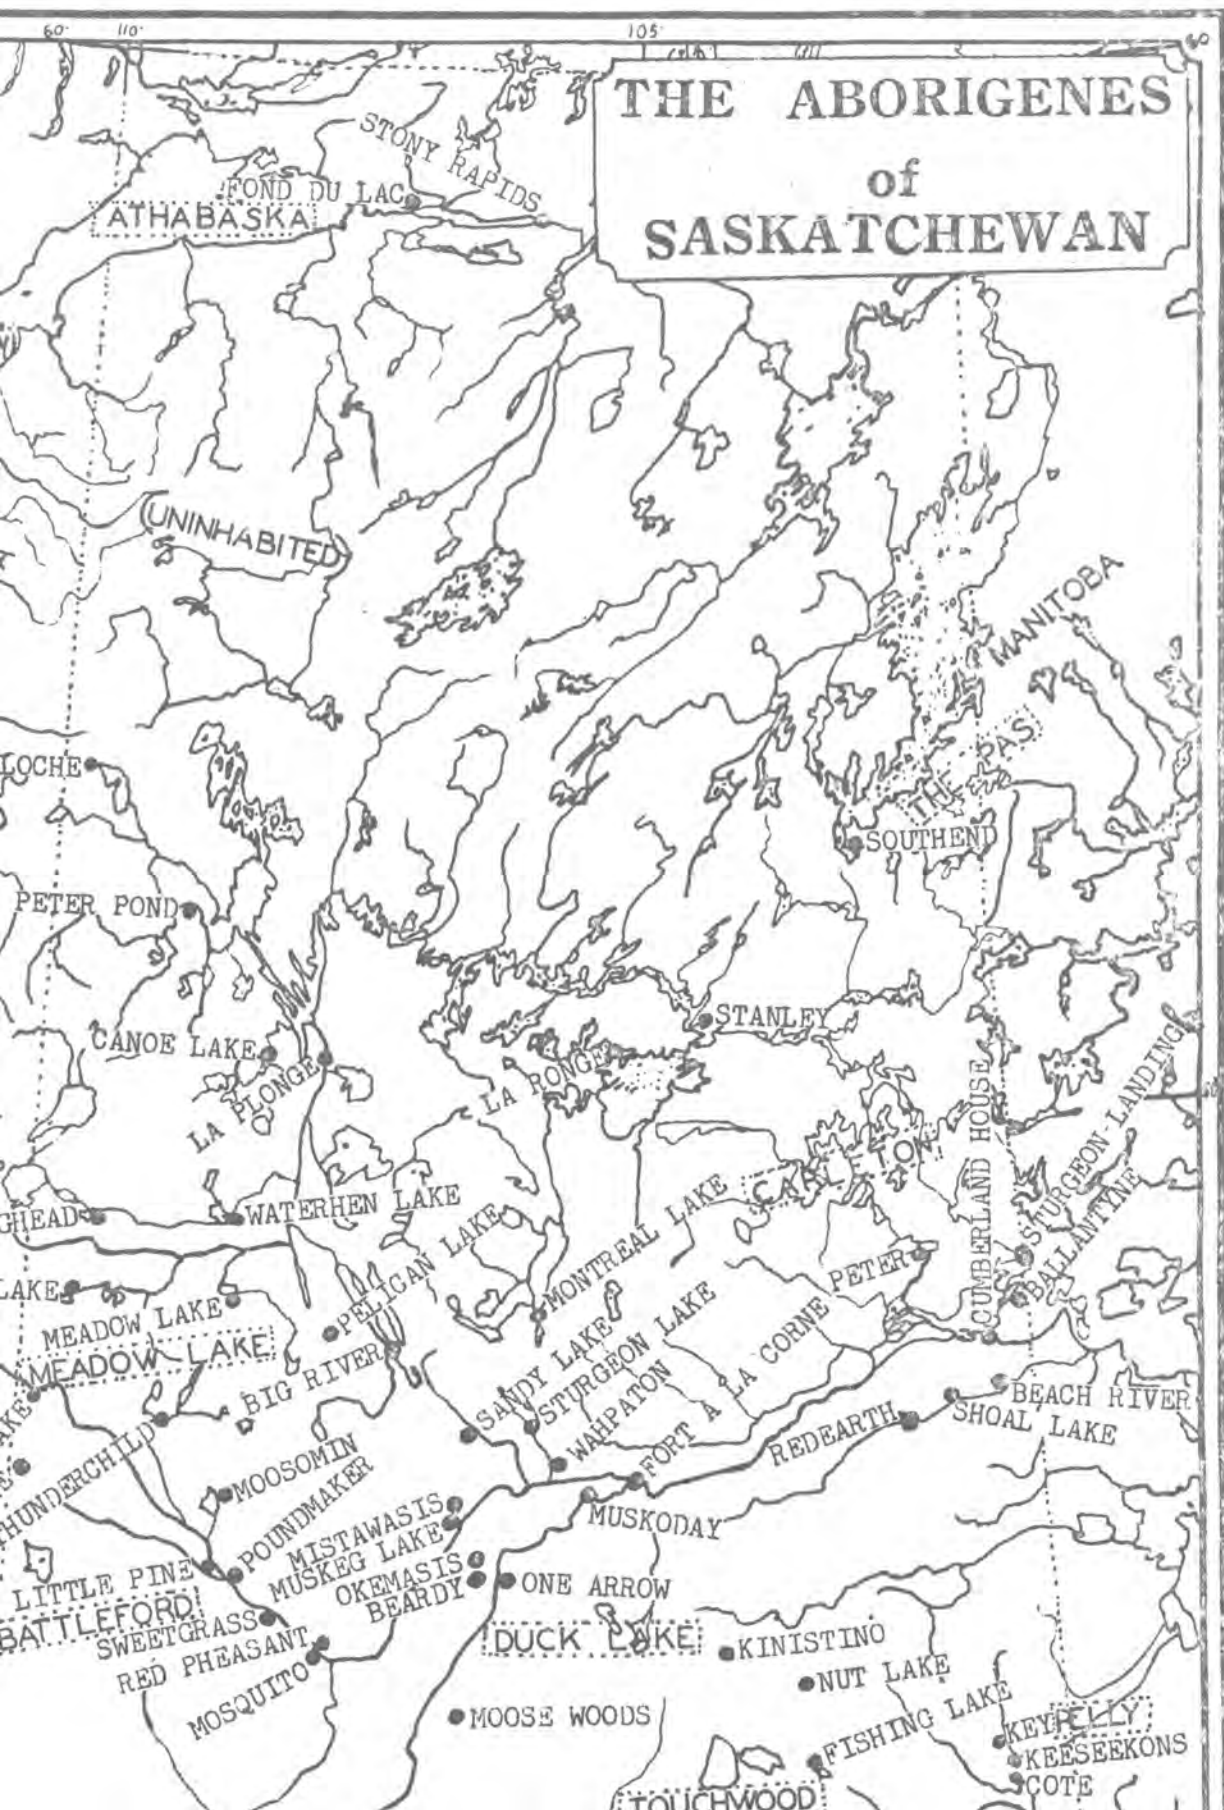 60° 110°
105°
60
THE ABORIGENES
of
SASKATCHEWAN
STONY RAPIDS
FOND DU LAC
ATHABASKA
(UNINHABITED)
MANITOBA
THE PAS
LOCHE
SOUTHEND
PETER POND
STANLEY
CANOE LAKE
LA PLONGE
LA RONGE
CUMBERLAND HOUSE
STURGEON-LANDING
CARLETON
GHEAD
WATERHEN LAKE
MONTREAL LAKE
BALLANTYNE
PELICAN LAKE
PETER
LAKE
MEADOW LAKE
MEADOW LAKE
BIG RIVER
SANDY LAKE
STURGEON LAKE
WAHPATON
FORT A LA CORNE
BEACH RIVER
SHOAL LAKE
REDEARTH
AKE
E
THUNDERCHILD
MOOSOMIN
POUNDMAKER
MISTAWASIS
MUSKEG LAKE
MUSKODAY
OKEMASIS
BEARDY
ONE ARROW
LITTLE PINE
BATTLEFORD
SWEETGRASS
RED PHEASANT
MOSQUITO
DUCK LAKE
KINISTINO
NUT LAKE
MOOSE WOODS
FISHING LAKE
KEY
PELLY
KEESEEKONS
COTE
TOUCHWOOD